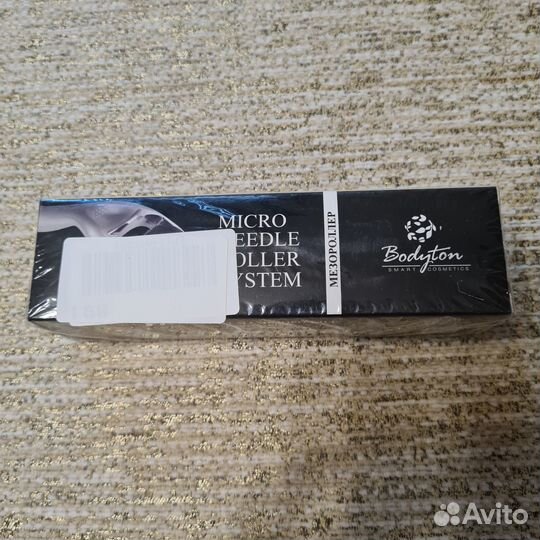 MICRO
EEDLE
OLLER
YSTEM
МЕЗОРОЛЛЕР
Bodyton
SMART COSMETICS
Avito